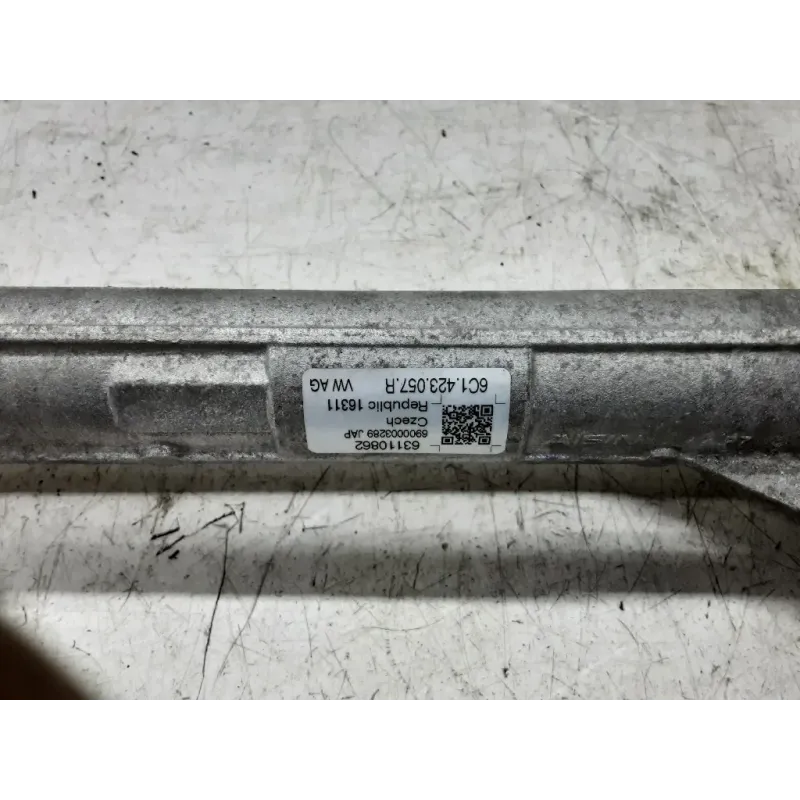 6C1.423.057.R VW AG
Republic 16311
Czech
6900003289 JAP
63110862